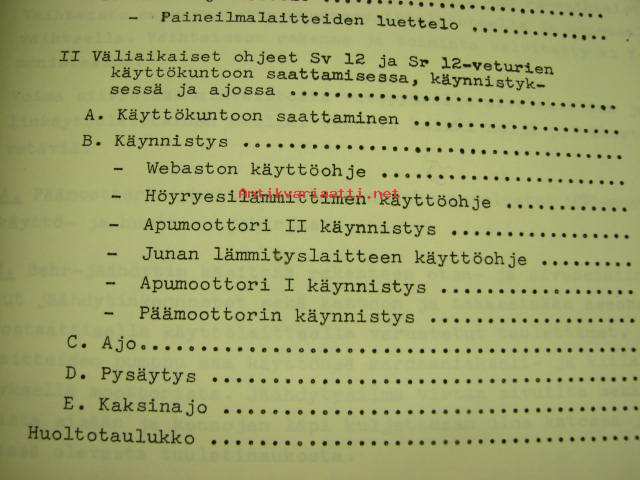 - Paineilmalaitteiden luettelo ..........
II Väliaikaiset ohjeet Sv 12 ja Sr 12-veturien
käyttökuntoon saattamisessa, käynnistyk-
sessä ja ajossa ..........................
A. Käyttökuntoon saattaminen ................
B. Käynnistys ..............................
- Webaston käyttöohje ...................
- Höyryesilämmittimen käyttöohje ..........
Antikvariaatti.net
- Apumoottori II käynnistys ..............
- Junan lämmityslaitteen käyttöohje .......
- Apumoottori I käynnistys ...............
- Päämoottorin käynnistys ...............
C. Ajo...................................
D. Pysäytys ..............................
E. Kaksinajo .............................
Huoltotaulukko .............................